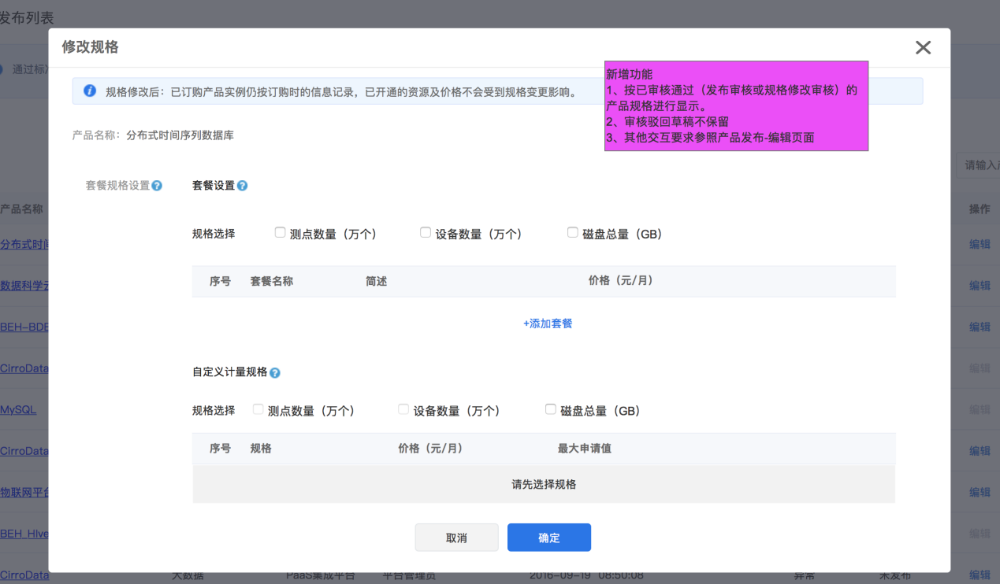 发布列表
修改规格
通过标
规格修改后：已订购产品实例仍按订购时的信息记录，已开通的资源及价格不会受到规格变更影响。
新增功能
1、按已审核通过（发布审核或规格修改审核）的
产品规格进行显示。
2、审核驳回草稿不保留
3、其他交互要求参照产品发布-编辑页面
产品名称：分布式时间序列数据库
请输入
套餐规格设置 套餐设置
产品名称 操作
规格选择 测点数量（万个） 设备数量（万个） 磁盘总量（GB）
分布式时间 编辑
序号 套餐名称 简述 价格（元/月）
数据科学云 编辑
+添加套餐
BEH-BDE 编辑
CirroData 编辑
自定义计量规格
规格选择 测点数量（万个） 设备数量（万个） 磁盘总量（GB）
MySQL 编辑
序号 规格 价格（元/月） 最大申请值
CirroData 编辑
请先选择规格
物联网平台 编辑
取消 确定
BEH_HIve 编辑
CirroData 大数据 PaaS集成平台 平台管理员 2016-09-19 08:50:08 异常 未发布 编辑